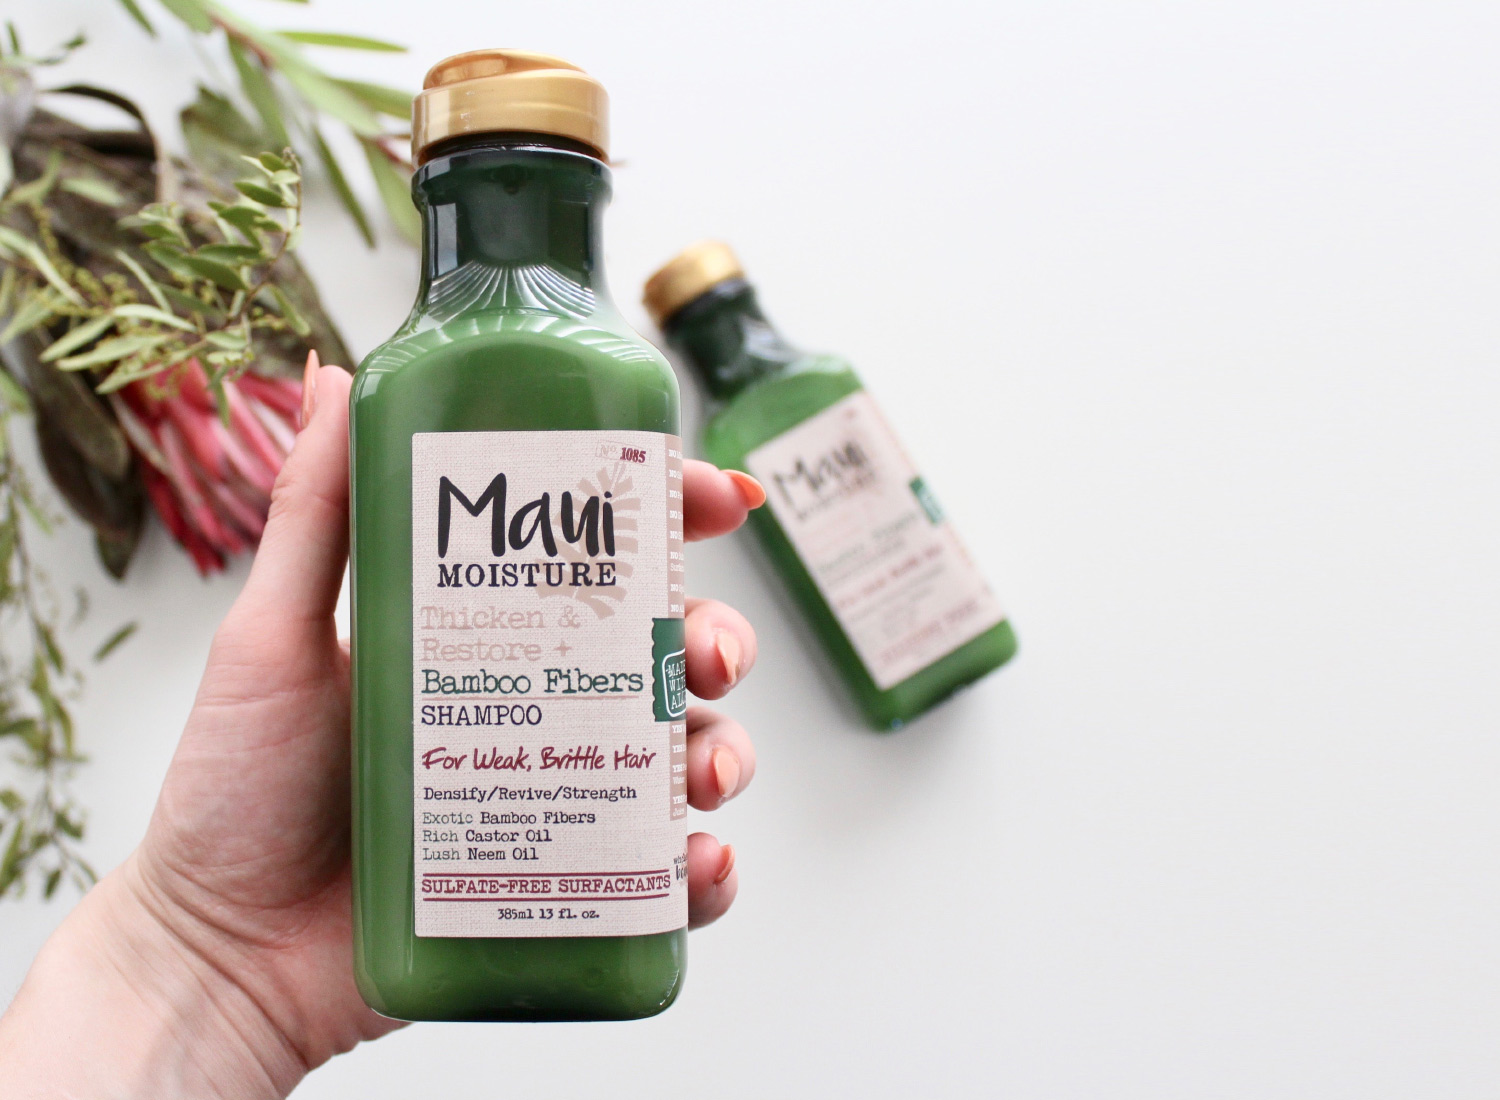 Nº 1085
Maui
MOISTURE
Thicken &
Restore +
Bamboo Fibers
SHAMPOO
For Weak, Brittle Hair
Densify/Revive/Strength
Exotic Bamboo Fibers
Rich Castor Oil
Lush Neem Oil
SULFATE-FREE SURFACTANTS
385ml 13 fl. oz.
Maui